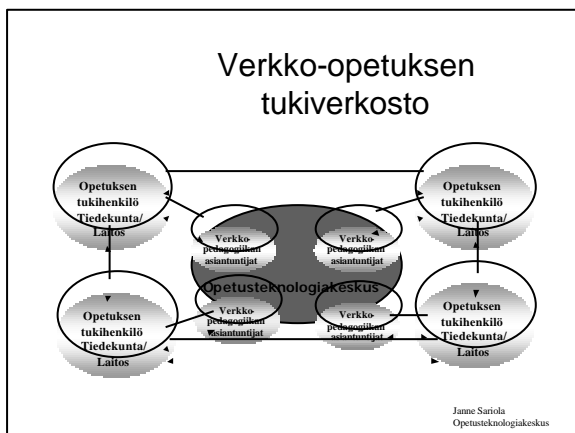 Verkko-opetuksen
tukiverkosto
Opetuksen
tukihenkilö
Tiedekunta/
Laitos
Opetuksen
tukihenkilö
Tiedekunta/
Laitos
Verkko-
pedagogiikan
asiantuntijat
Verkko-
pedagogiikan
asiantuntijat
Opetusteknologiakeskus
Verkko-
pedagogiikan
asiantuntijat
Verkko-
pedagogiikan
asiantuntijat
Opetuksen
tukihenkilö
Tiedekunta/
Laitos
Opetuksen
tukihenkilö
Tiedekunta/
Laitos
Janne Sariola
Opetusteknologiakeskus